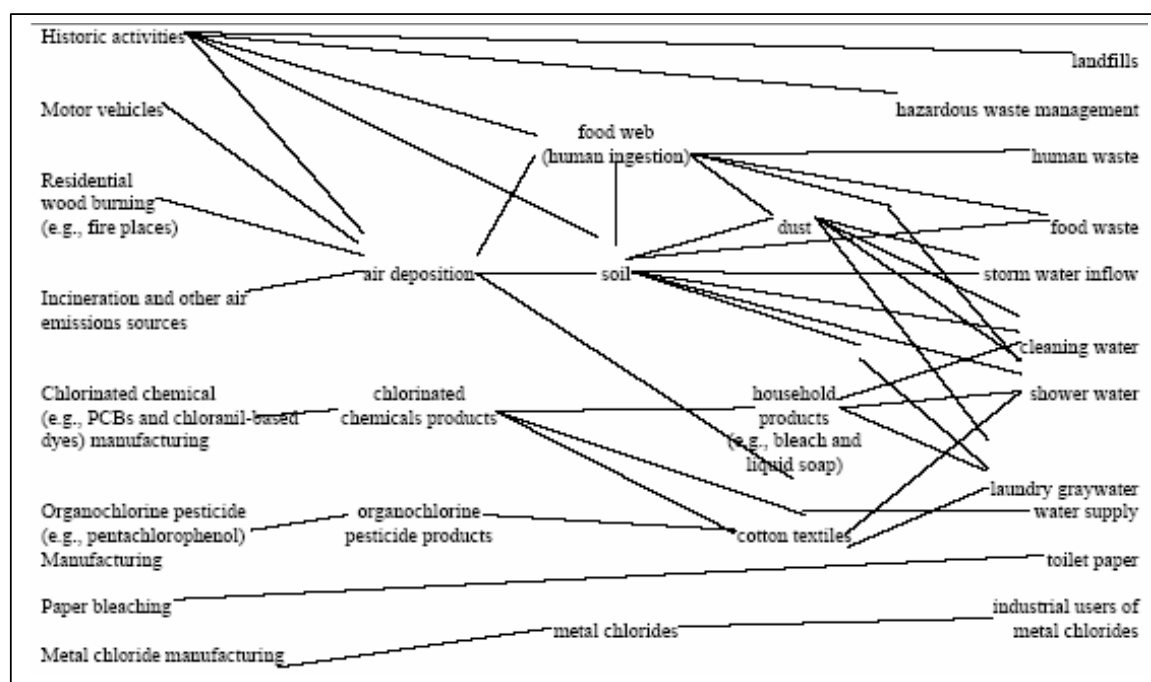 Historic activities
landfills
Motor vehicles
hazardous waste management
food web
(human ingestion)
human waste
Residential
wood burning
(e.g., fire places)
dust
food waste
air deposition
soil
storm water inflow
Incineration and other air
emissions sources
cleaning water
Chlorinated chemical
(e.g., PCBs and chloranil-based
dyes) manufacturing
chlorinated
chemicals products
household
products
(e.g., bleach and
liquid soap)
shower water
laundry graywater
water supply
Organochlorine pesticide
(e.g., pentachlorophenol)
Manufacturing
organochlorine
pesticide products
cotton textiles
toilet paper
Paper bleaching
metal chlorides
industrial users of
metal chlorides
Metal chloride manufacturing